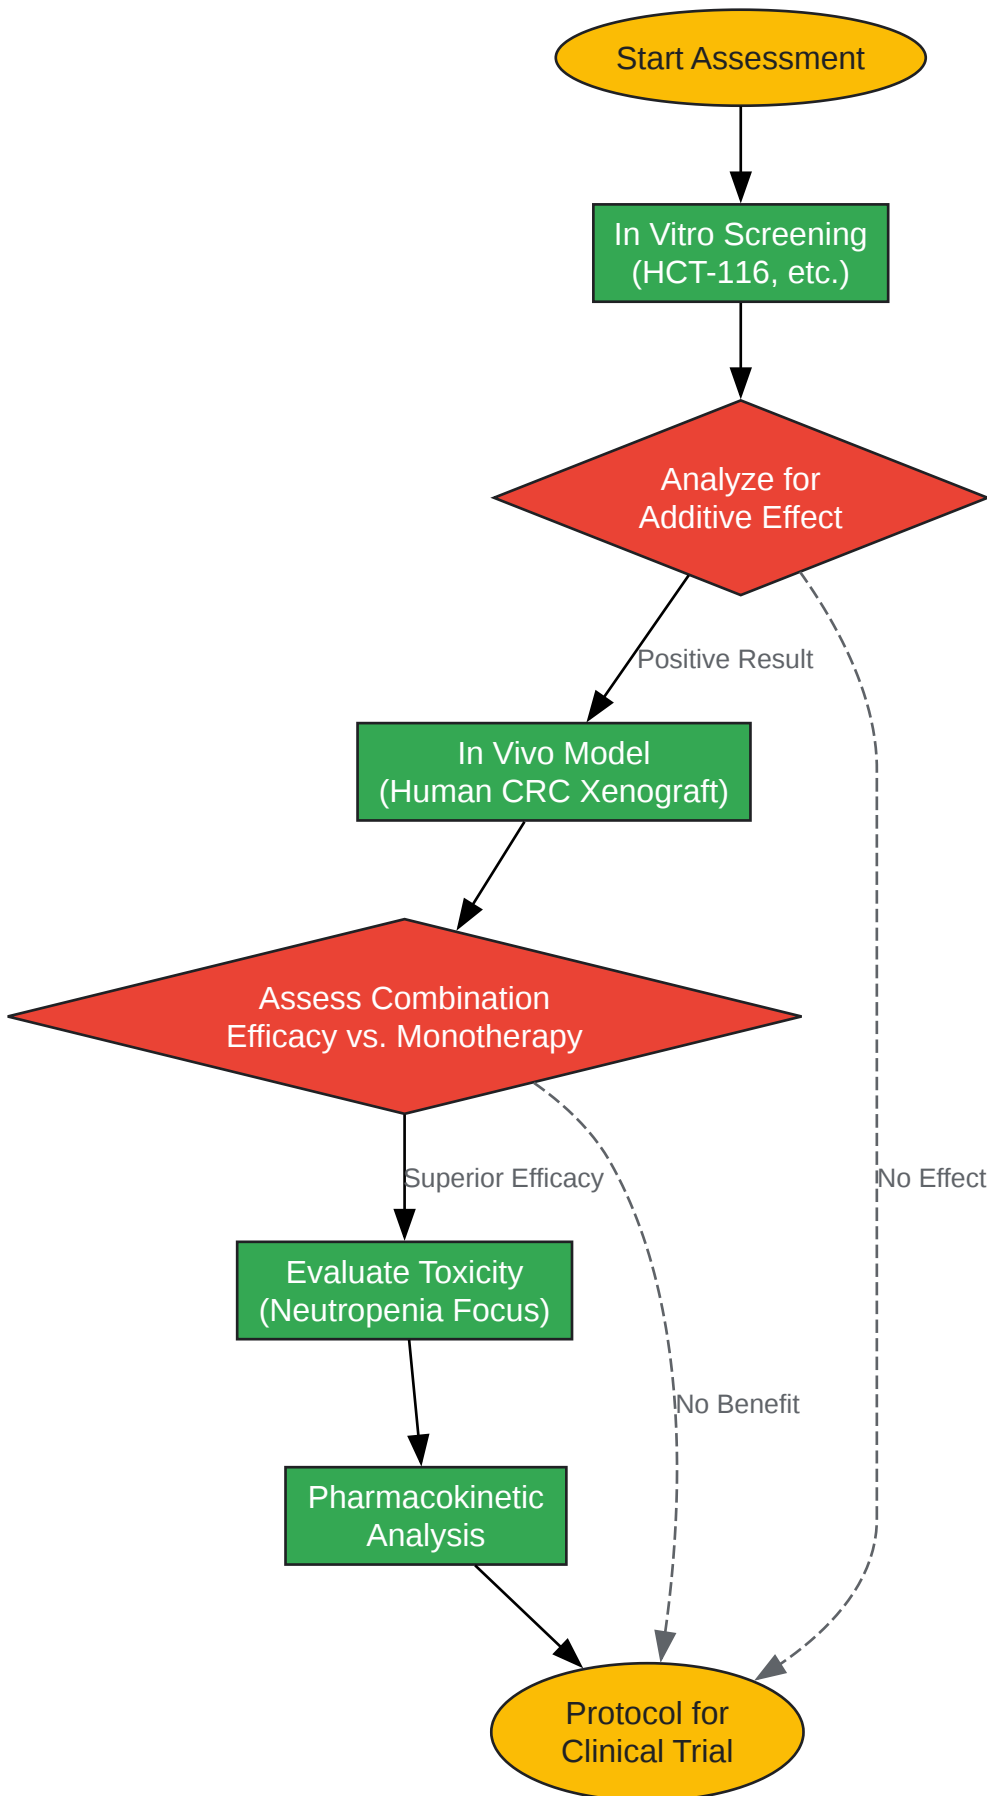 Start Assessment
In Vitro Screening
(HCT-116, etc.)
Analyze for
Additive Effect
Positive Result
In Vivo Model
(Human CRC Xenograft)
Assess Combination
Efficacy vs. Monotherapy
Superior Efficacy
No Effect
Evaluate Toxicity
(Neutropenia Focus)
No Benefit
Pharmacokinetic
Analysis
Protocol for
Clinical Trial